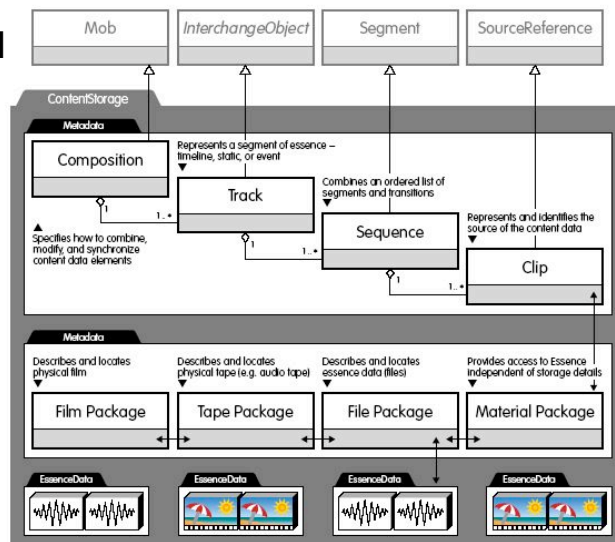 Mob
InterchangeObject
Segment
SourceReference
ContentStorage
Metadata
Composition
Represents a segment of essence –
timeline, static, or event
Track
Combines an ordered list of
segments and transitions
Sequence
Represents and identifies the
source of the content data
Clip
1
1..*
1
1..*
1
1..*
Specifies how to combine,
modify, and synchronize
content data elements
Metadata
Describes and locates
physical film
Film Package
Describes and locates
physical tape (e.g. audio tape)
Tape Package
Describes and locates
essence data (files)
File Package
Provides access to Essence
independent of storage details
Material Package
EssenceData
EssenceData
EssenceData
EssenceData